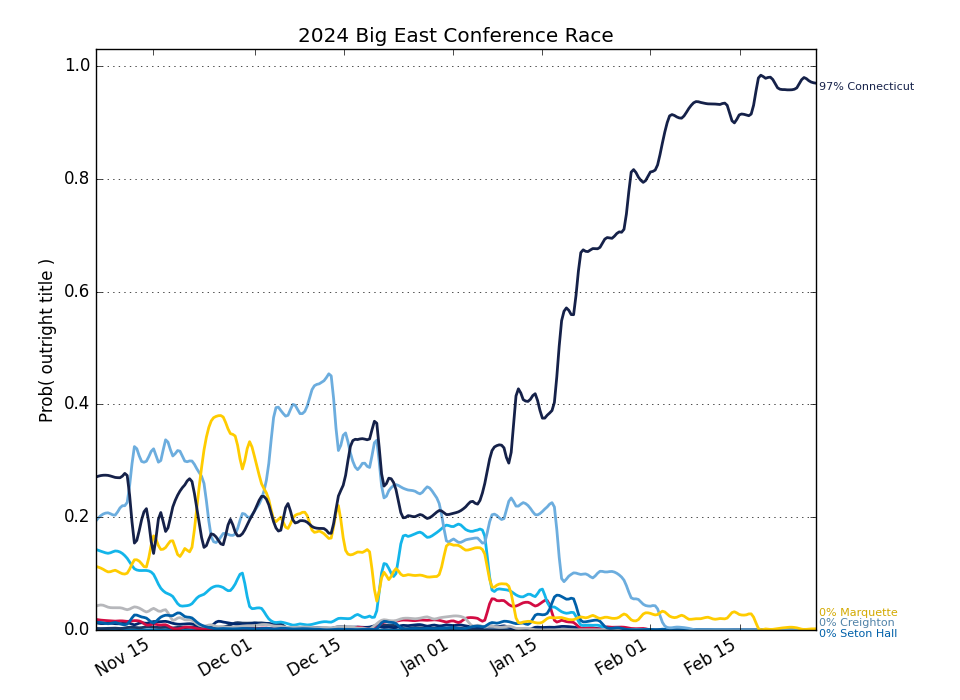 2024 Big East Conference Race
Prob( outright title )
1.0
0.8
0.6
0.4
0.2
0.0
Nov 15
Dec 01
Dec 15
Jan 01
Jan 15
Feb 01
Feb 15
97% Connecticut
0% Marquette
0% Creighton
0% Seton Hall